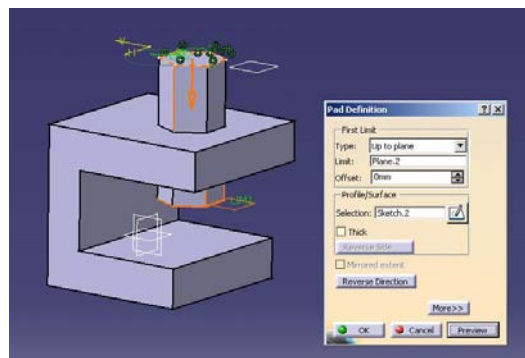 Pad Definition
First Limit
Type: Up to plane
Limit: Plane.2
Offset: 0mm
Profile/Surface
Selection: Sketch.2
Thick
Reverse Side
Mirrored extent
Reverse Direction
More>>
OK Cancel Preview